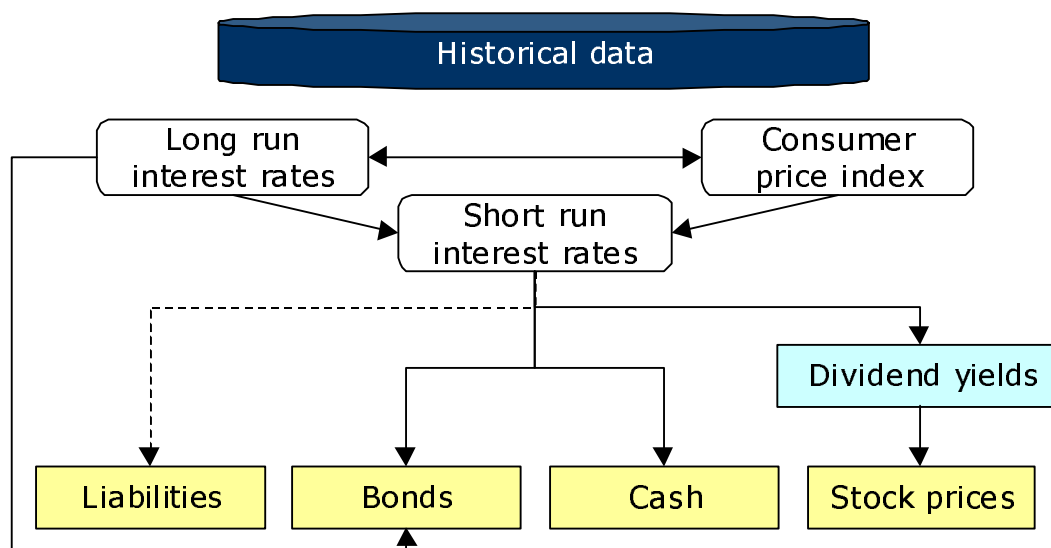 Historical data
Long run
interest rates
Consumer
price index
Short run
interest rates
Dividend yields
Liabilities
Bonds
Cash
Stock prices